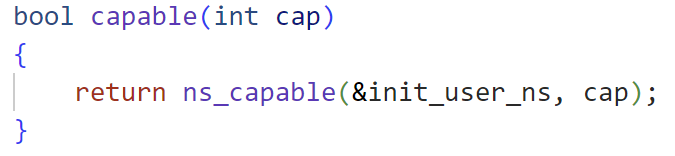 bool capable(int cap)
{
    return ns_capable(&init_user_ns, cap);
}